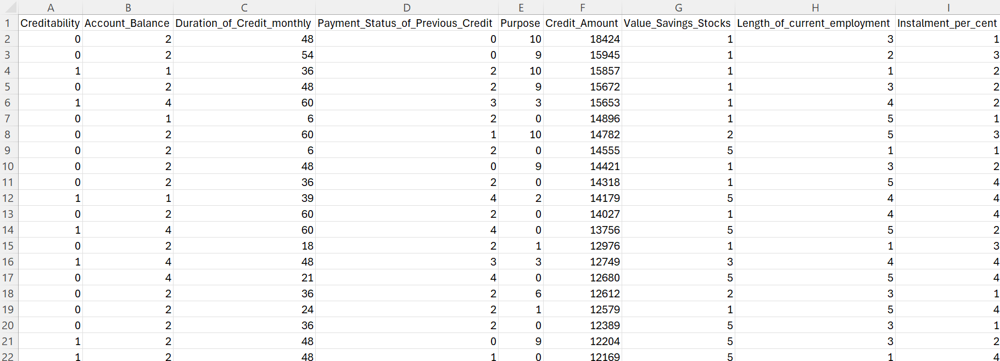 A B C D E F G H I
1 Creditability Account_Balance Duration_of_Credit_monthly Payment_Status_of_Previous_Credit Purpose Credit_Amount Value_Savings_Stocks Length_of_current_employment Instalment_per_cent
2 0 2 48 0 10 18424 1 3 1
3 0 2 54 0 9 15945 1 2 3
4 1 1 36 2 10 15857 1 1 2
5 0 2 48 2 9 15672 1 3 2
6 1 4 60 3 3 15653 1 4 2
7 0 1 6 2 0 14896 1 5 1
8 0 2 60 1 10 14782 2 5 3
9 0 2 6 2 0 14555 5 1 1
10 0 2 48 0 9 14421 1 3 2
11 0 2 36 2 0 14318 1 5 4
12 1 1 39 4 2 14179 5 4 4
13 0 2 60 2 0 14027 1 4 4
14 1 4 60 4 0 13756 5 5 2
15 0 2 18 2 1 12976 1 1 3
16 1 4 48 3 3 12749 3 4 4
17 0 4 21 4 0 12680 5 5 4
18 0 2 36 2 6 12612 2 3 1
19 0 2 24 2 1 12579 1 5 4
20 0 2 36 2 0 12389 5 3 1
21 1 2 48 0 9 12204 5 3 2
22 1 2 48 1 0 12169 5 1 4